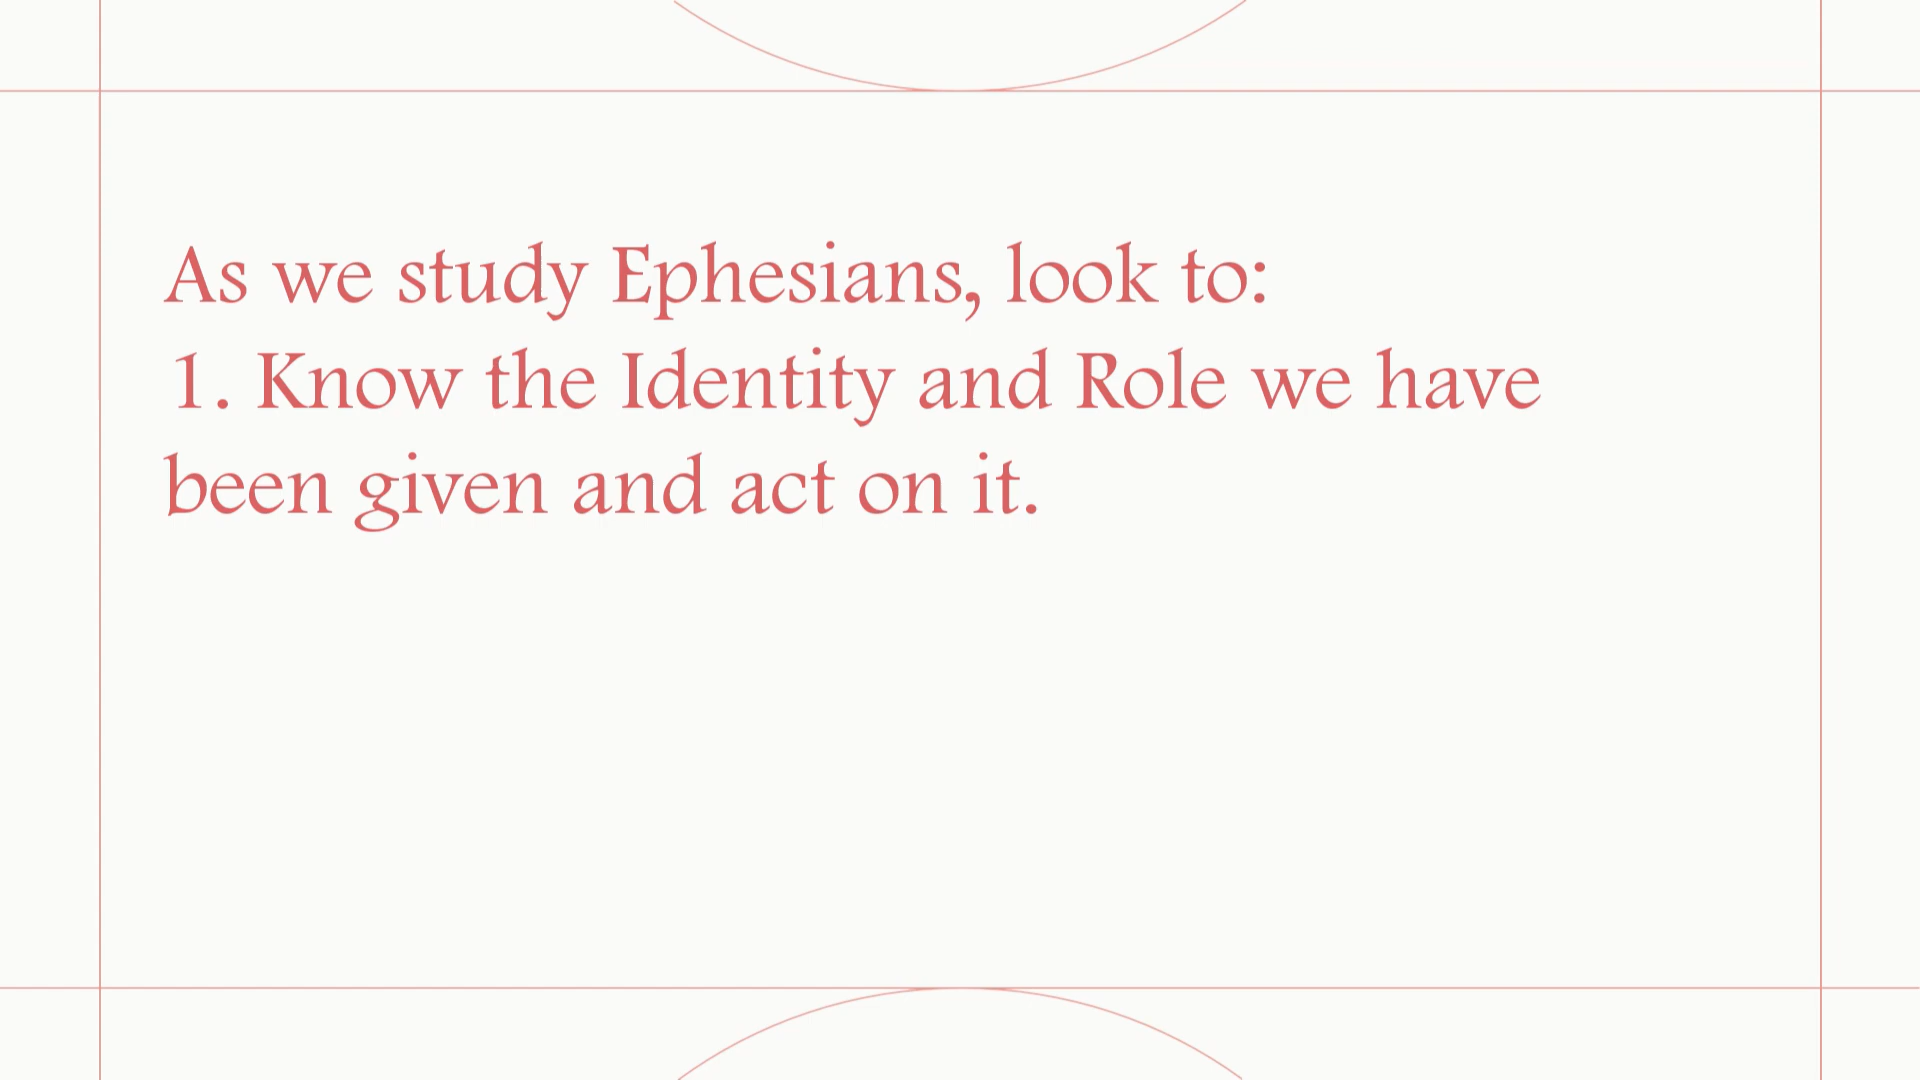 As we study Ephesians, look to:
1. Know the Identity and Role we have
been given and act on it.